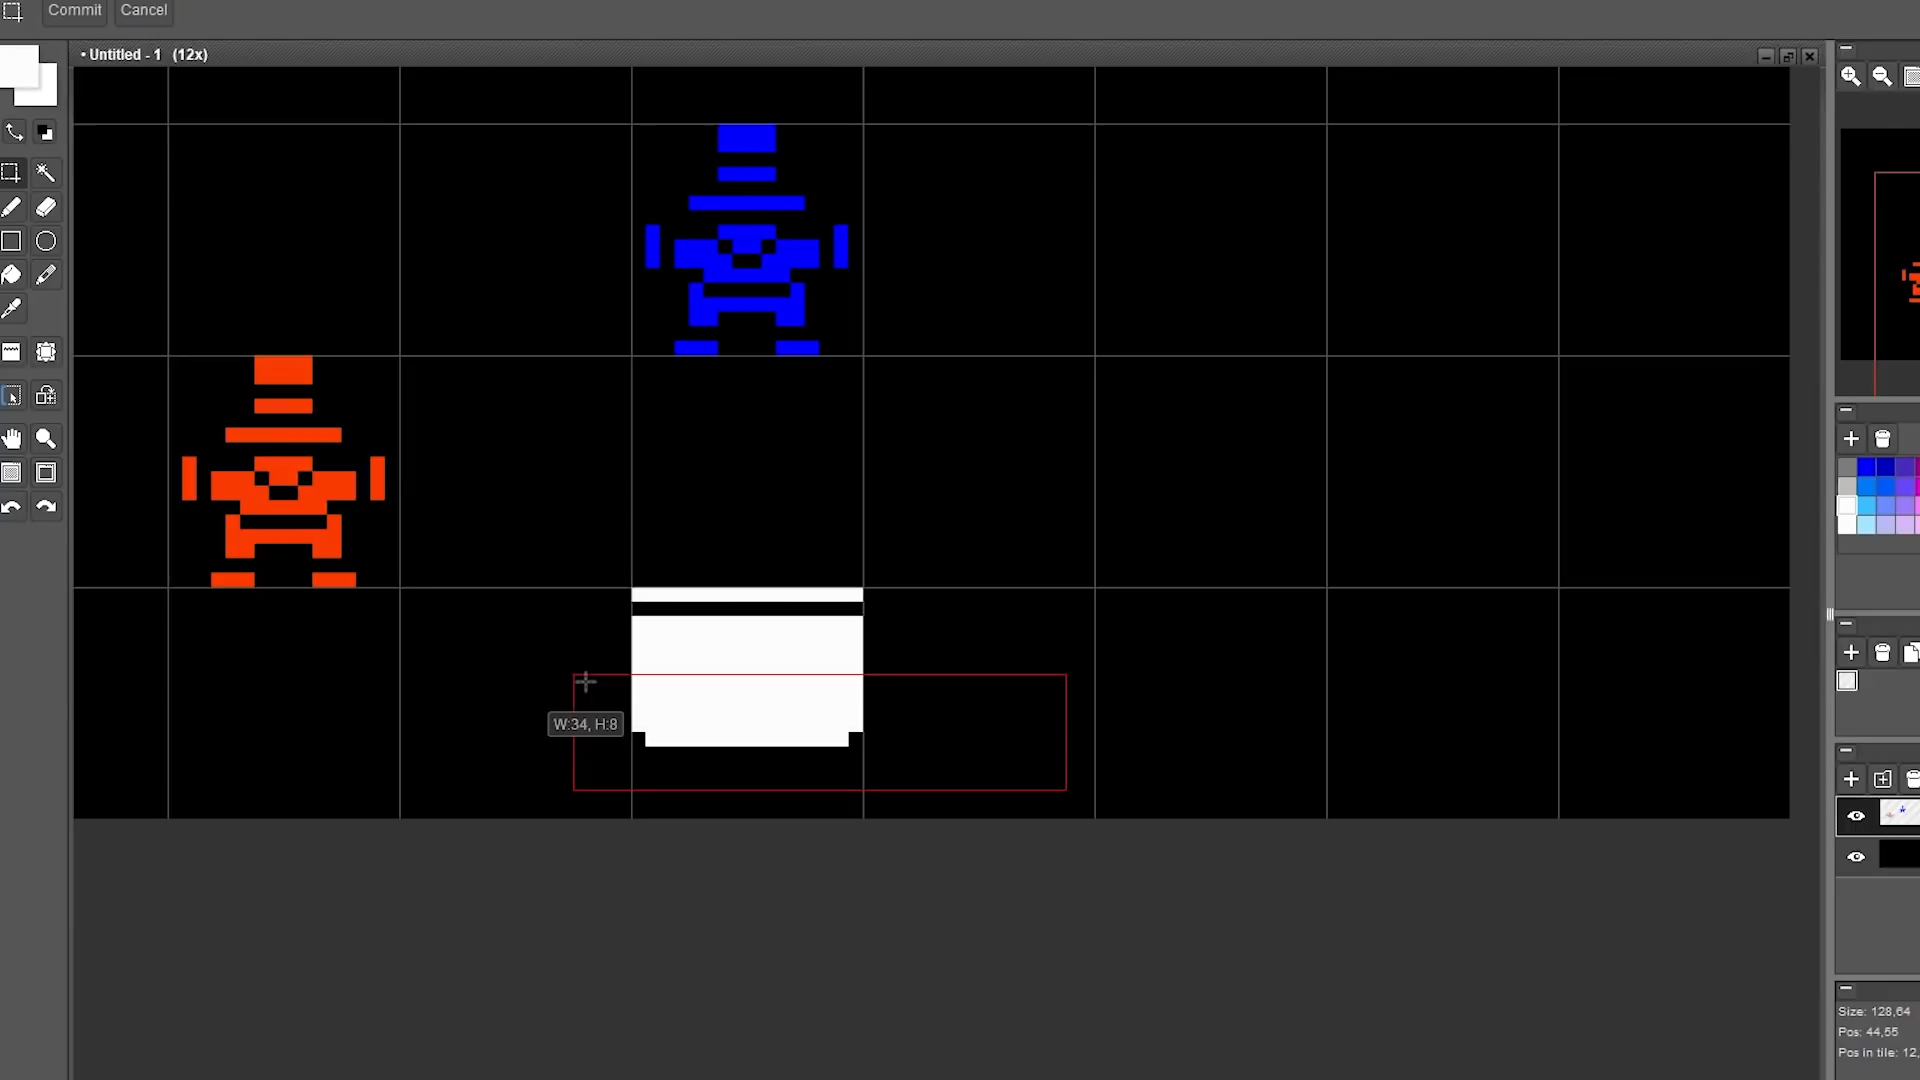 Commit Cancel
• Untitled - 1 (12x)
W:34, H:8
Size: 128,64
Pos: 44,55
Pos in tile: 12,